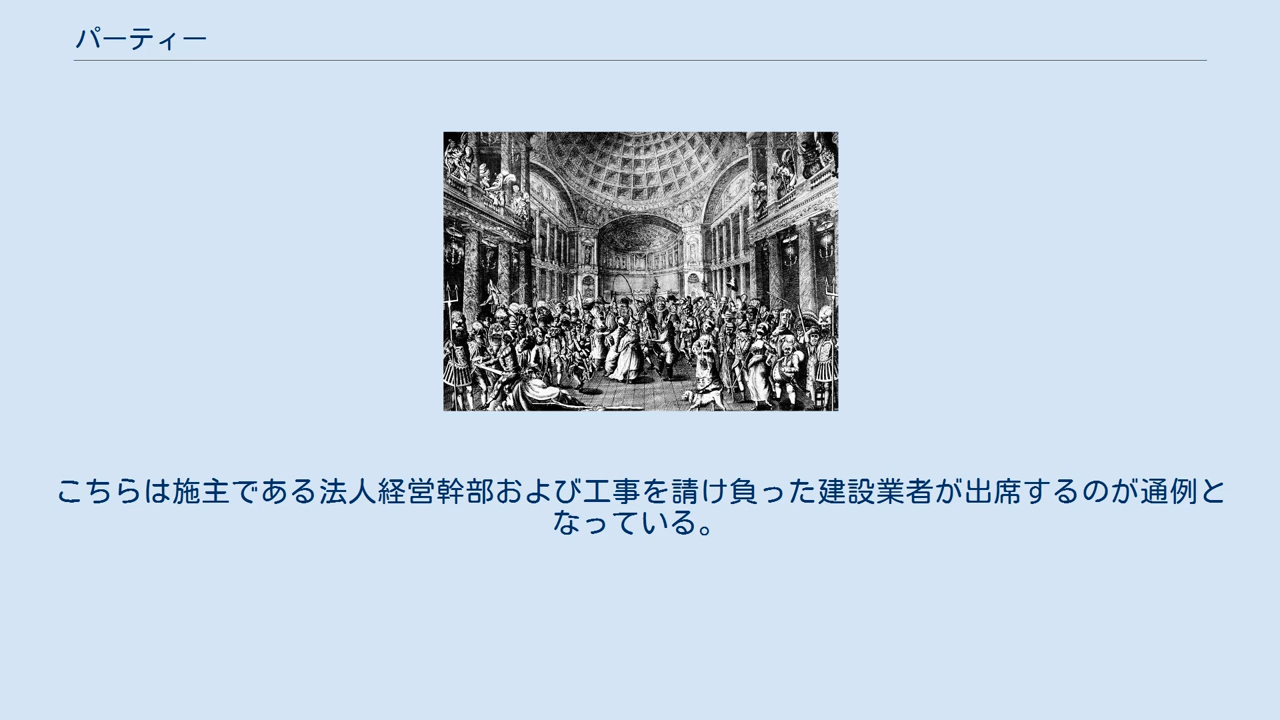 パーティー
こちらは施主である法人経営幹部および工事を請け負った建設業者が出席するのが通例と
なっている。